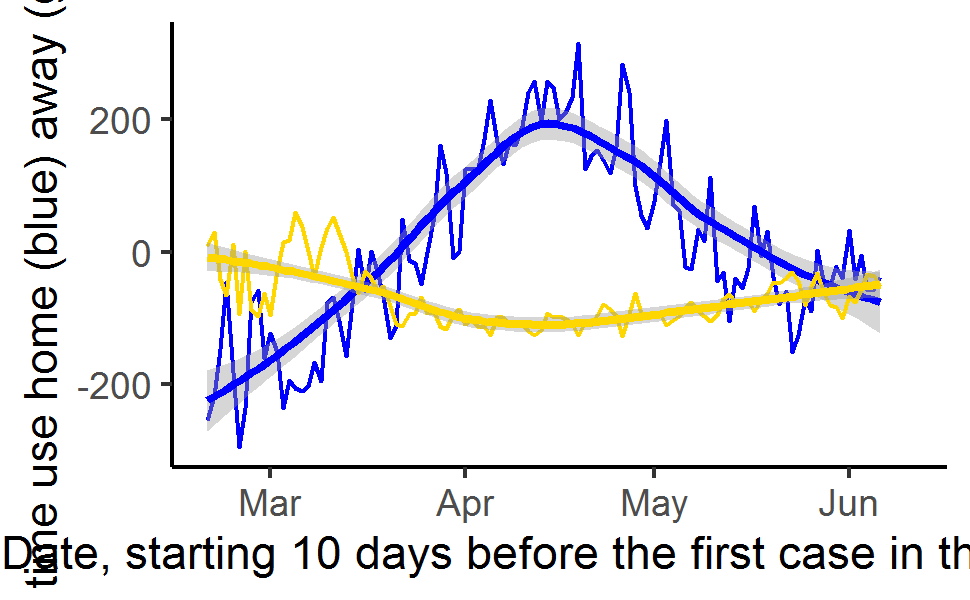 time use home (blue) away (
200
0
-200
Mar Apr May Jun
Date, starting 10 days before the first case in th